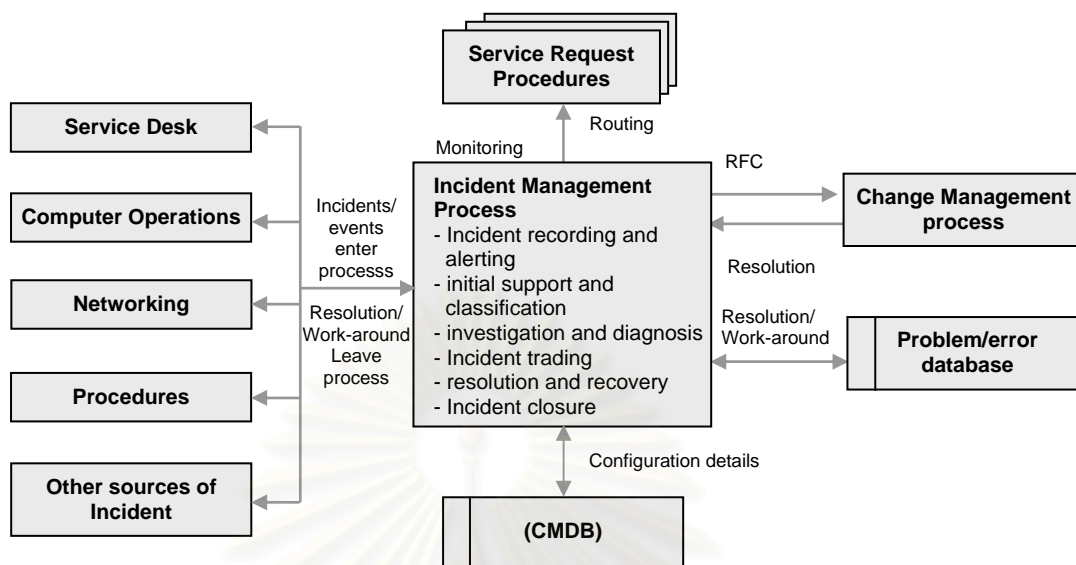 Service Request
Procedures
Routing
Monitoring
Service Desk
Computer Operations
Networking
Procedures
Other sources of
Incident
Incidents/
events
enter
processs
Resolution/
Work-around
Leave
process
Incident Management
Process
- Incident recording and
alerting
- initial support and
classification
- investigation and diagnosis
- Incident trading
- resolution and recovery
- Incident closure
RFC
Change Management
process
Resolution
Resolution/
Work-around
Problem/error
database
Configuration details
(CMDB)